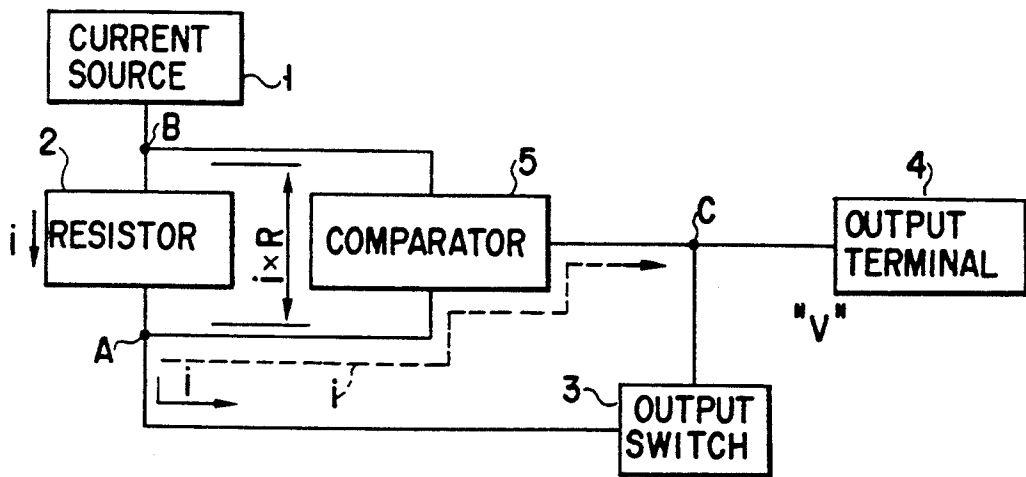 CURRENT
SOURCE
1
B
2
5
4
C
i
RESISTOR
i×R
COMPARATOR
OUTPUT
TERMINAL
"V"
A
i
i
3
OUTPUT
SWITCH